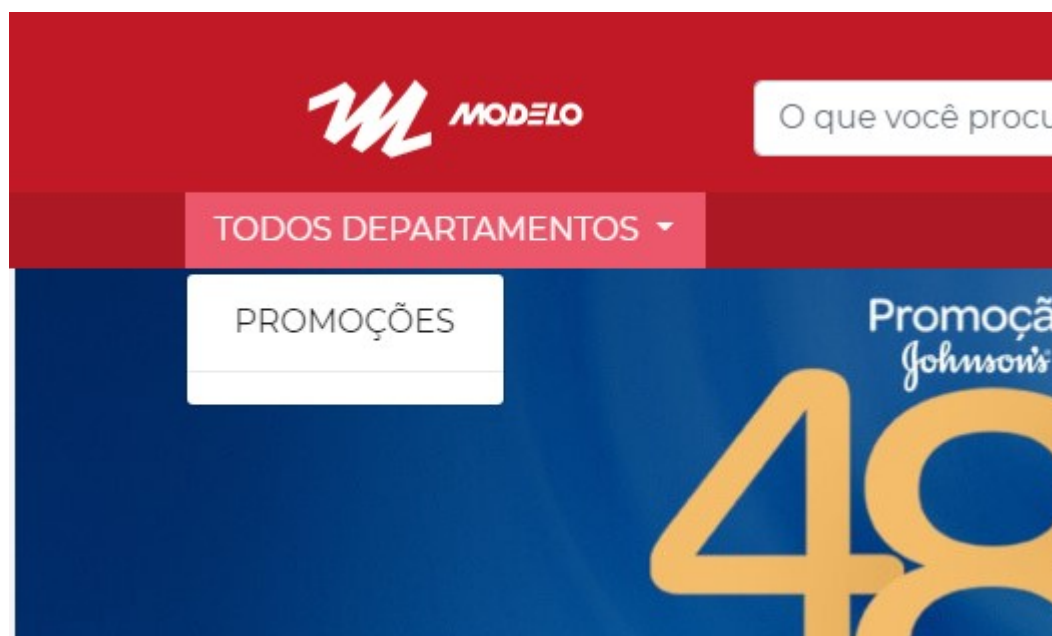 MODELO
O que você procu
TODOS DEPARTAMENTOS
PROMOÇÕES
Promoçã
Johnson's
48